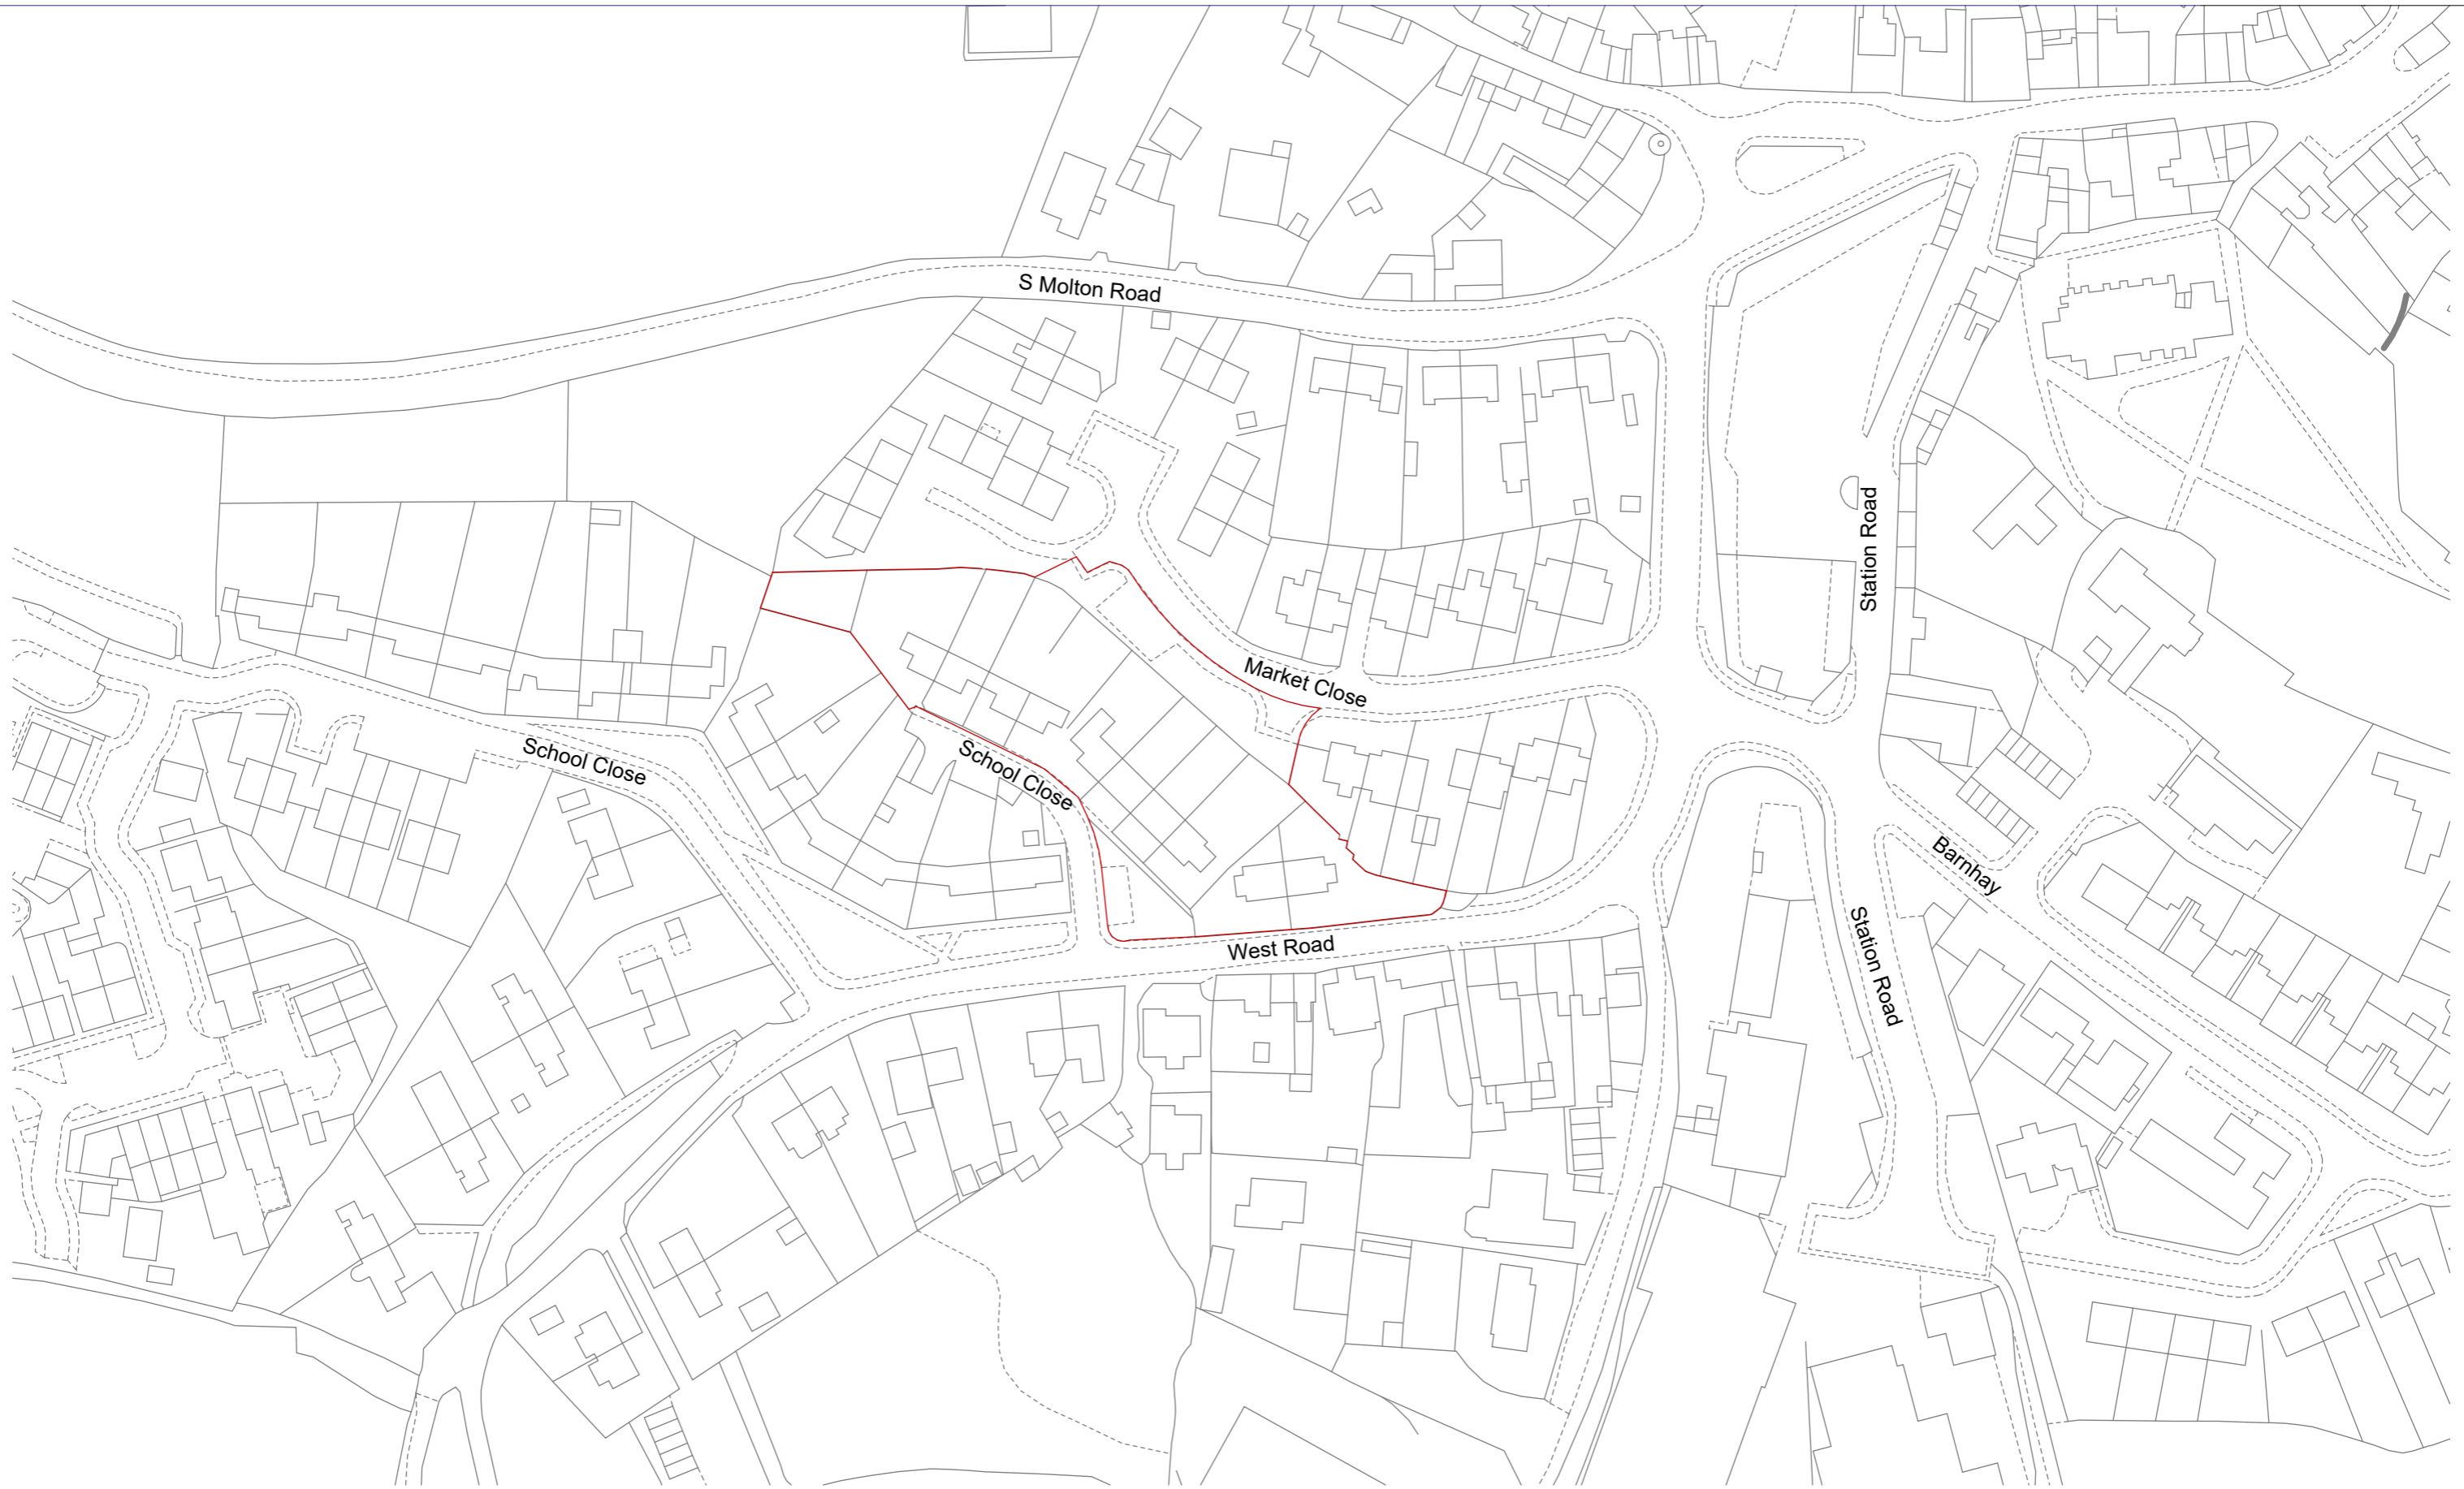 S Molton Road
Station Road
Market Close
School Close
School Close
Barnhay
West Road
Station Road